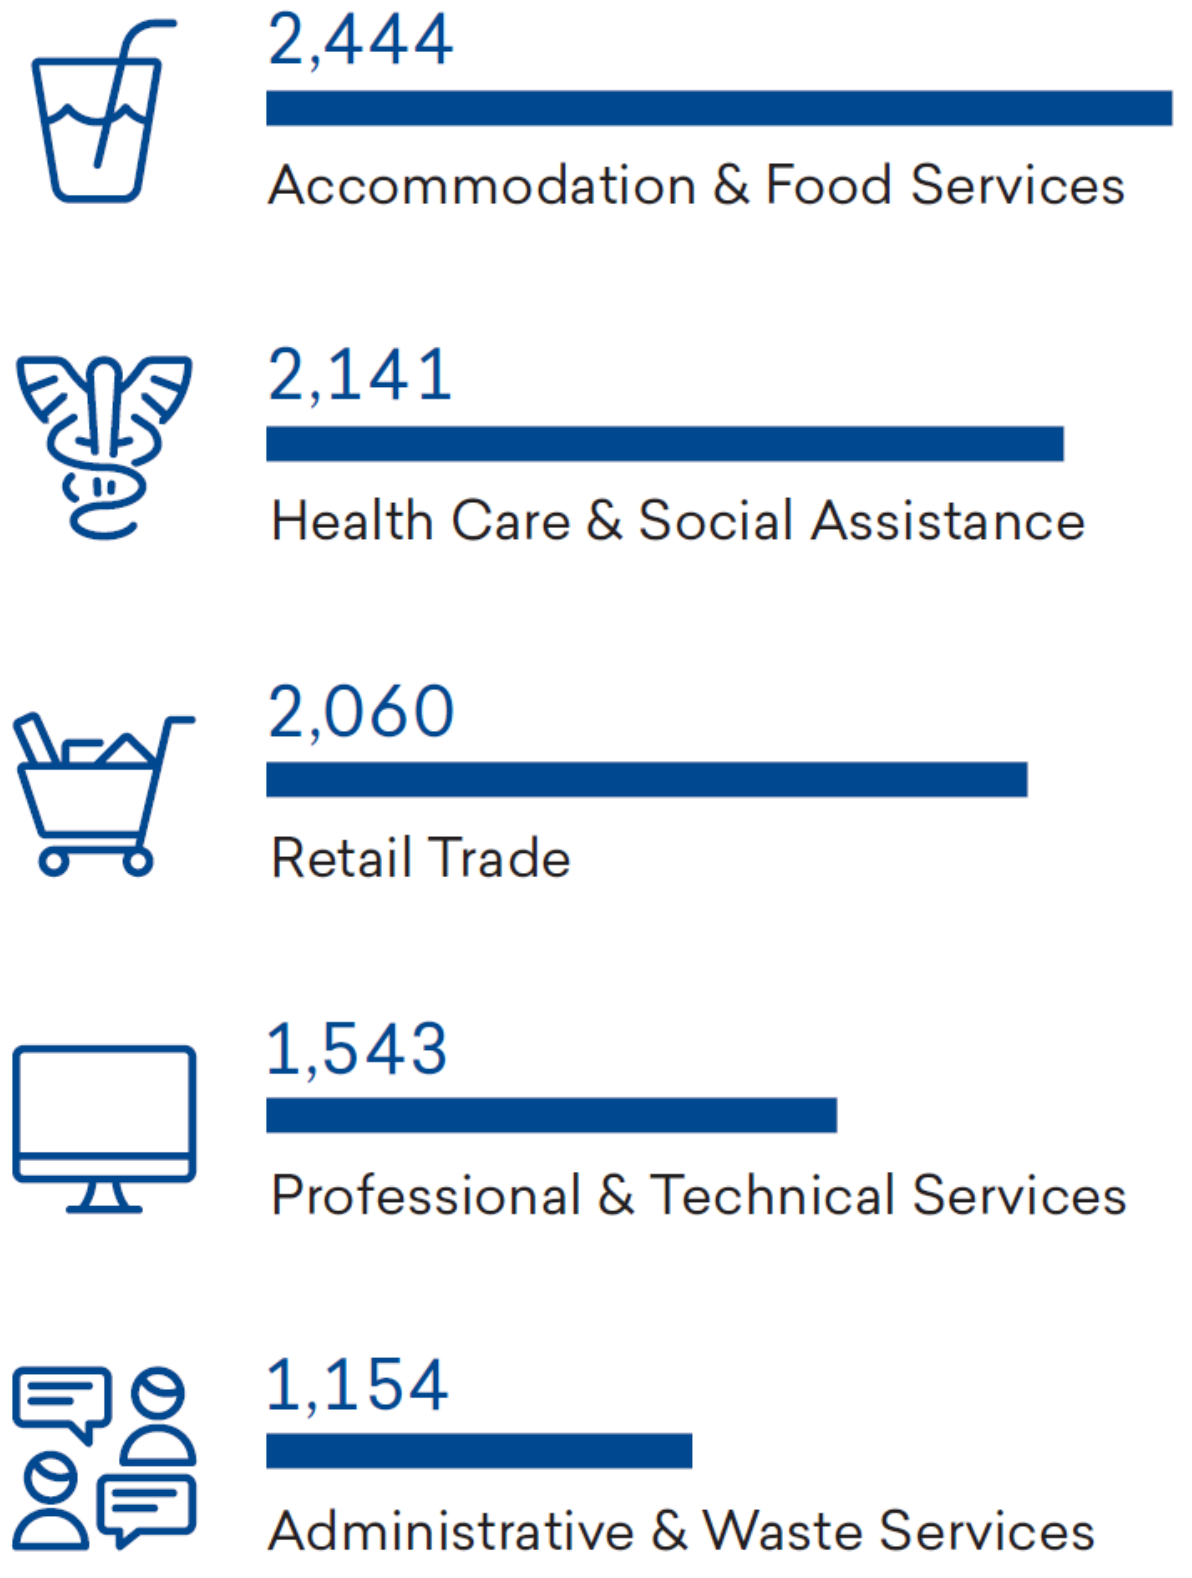 2,444
Accommodation & Food Services
2,141
Health Care & Social Assistance
2,060
Retail Trade
1,543
Professional & Technical Services
1,154
Administrative & Waste Services